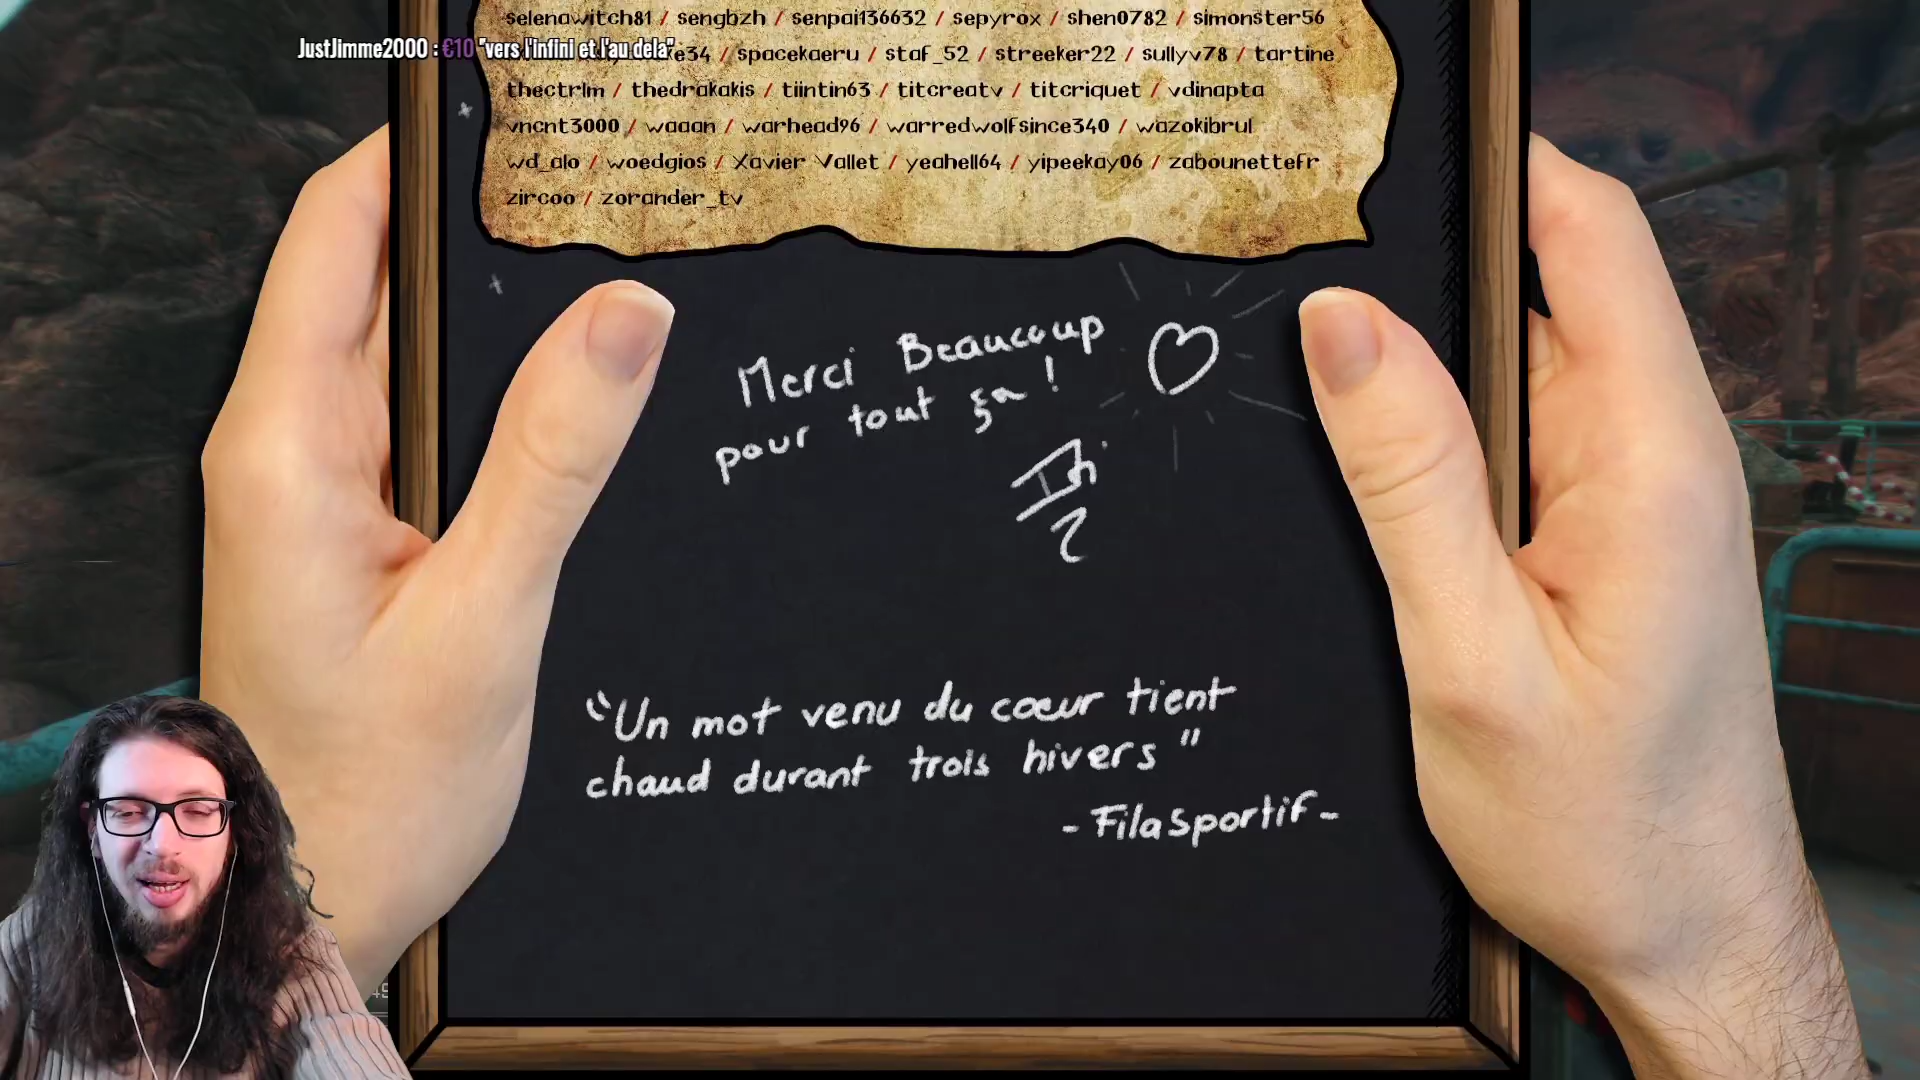 selenawitch81 / sengbzh / senpai136632 / sepyrox / shen0782 / simonster56
JustJimme2000 : €10 "vers l'infini et l'au dela"
e34 / spacekaeru / staf_52 / streeker22 / sullyv78 / tartine
thectrlm / thedrakakis / tiintin63 / titcreatv / titcriquet / vdinapta
vncnt3000 / waaan / warhead96 / warredwolfsince340 / wazokibrul
wd_alo / woedgios / Xavier Vallet / yeahell64 / yipeekay06 / zabounettefr
zircoo / zorander_tv
Merci Beaucoup
pour tout ça !
"Un mot venu du cœur tient
chaud durant trois hivers"
- Filasportif -